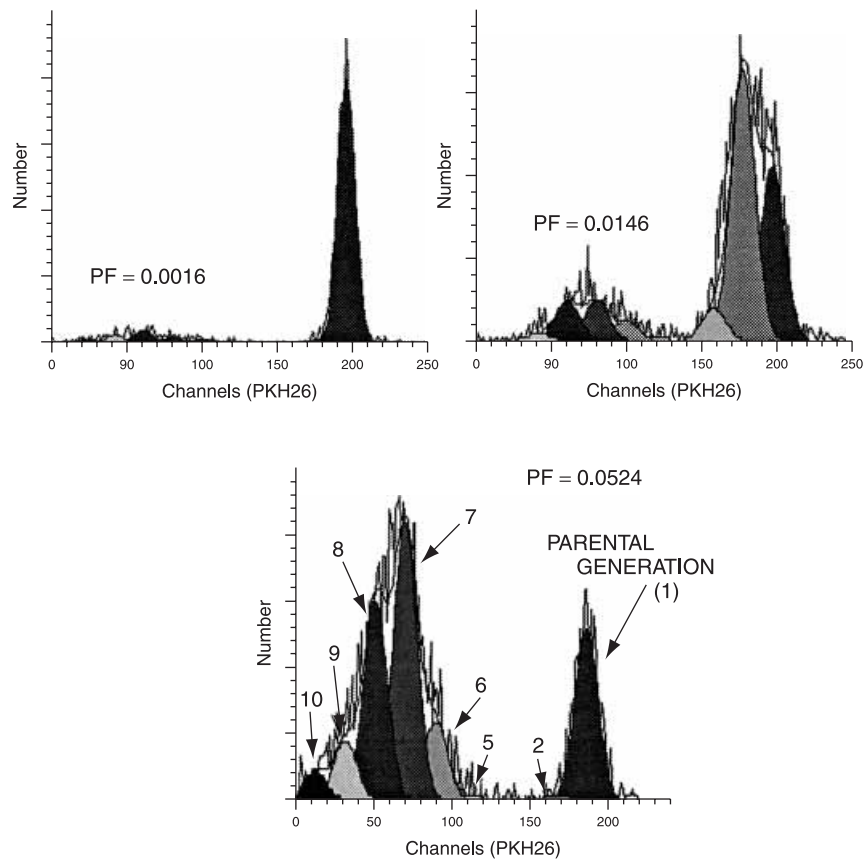 Number
PF = 0.0016
0 90 100 150 200 250
Channels (PKH26)
Number
PF = 0.0146
0 90 100 150 200 250
Channels (PKH26)
Number
PF = 0.0524
7
8
PARENTAL
GENERATION
(1)
9
10
6
5
2
0 50 100 150 200
Channels (PKH26)